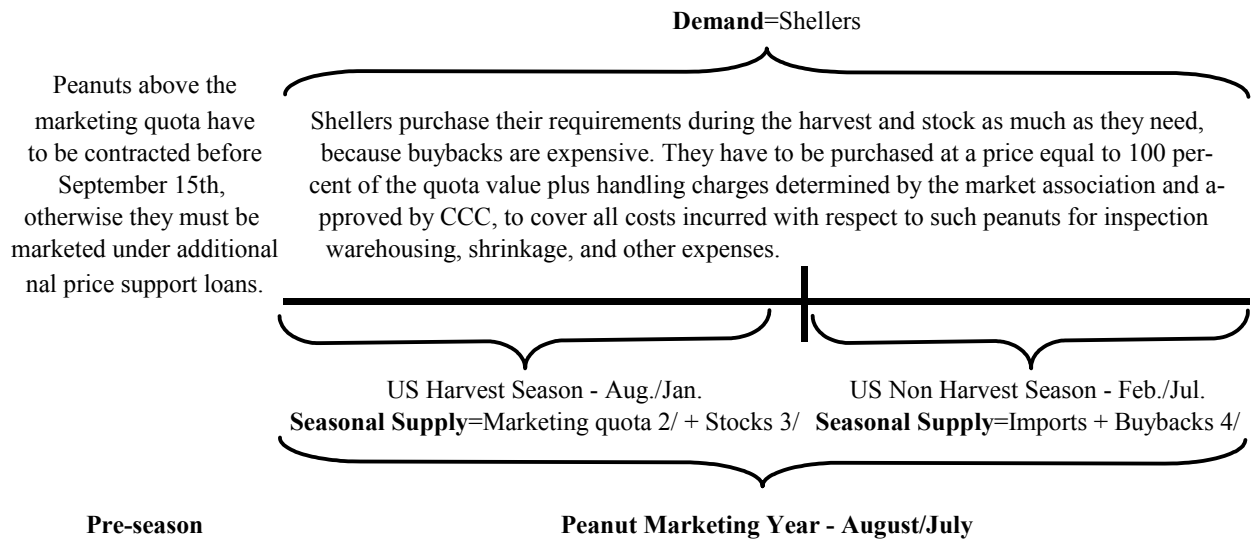 Demand=Shellers
Peanuts above the
marketing quota have
to be contracted before
September 15th,
otherwise they must be
marketed under additional
nal price support loans.
Shellers purchase their requirements during the harvest and stock as much as they need,
because buybacks are expensive. They have to be purchased at a price equal to 100 per-
cent of the quota value plus handling charges determined by the market association and a-
pproved by CCC, to cover all costs incurred with respect to such peanuts for inspection
warehousing, shrinkage, and other expenses.
US Harvest Season - Aug./Jan.
Seasonal Supply=Marketing quota 2/ + Stocks 3/
US Non Harvest Season - Feb./Jul.
Seasonal Supply=Imports + Buybacks 4/
Pre-season
Peanut Marketing Year - August/July